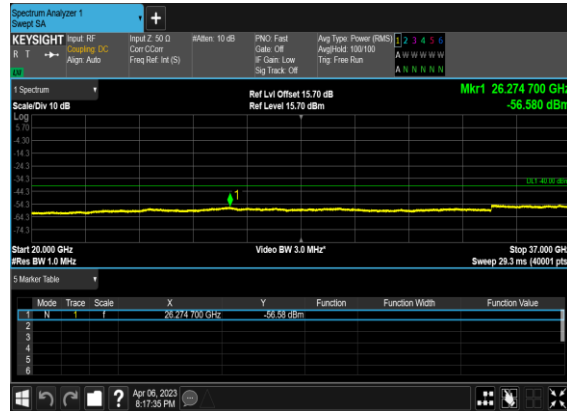 Spectrum Analyzer 1
Swept SA
+
KEYSIGHT Input: RF Input Z: 50 Ω #Atten: 10 dB PNO: Fast Avg Type: Power (RMS) 1 2 3 4 5 6
R T Coupling: DC Corr CCorr Gate: Off Avg|Hold: 100/100 A W W W W W
Align: Auto Freq Ref: Int (S) IF Gain: Low Trig: Free Run
Sig Track: Off A N N N N N
1 Spectrum Mkr1 26.274 700 GHz
Ref Lvl Offset 15.70 dB
Scale/Div 10 dB Ref Level 15.70 dBm -56.580 dBm
Log
5.70
-4.30
-14.3
-24.3
-34.3 DL1 -40.00 dBm
-44.3
1
-54.3
-64.3
-74.3
Start 20.000 GHz Video BW 3.0 MHz* Stop 37.000 GHz
#Res BW 1.0 MHz Sweep 29.3 ms (40001 pts)
5 Marker Table
Mode Trace Scale X Y Function Function Width Function Value
1 N 1 f 26.274 700 GHz -56.58 dBm
2
3
4
5
6
? Apr 06, 2023
8:17:35 PM